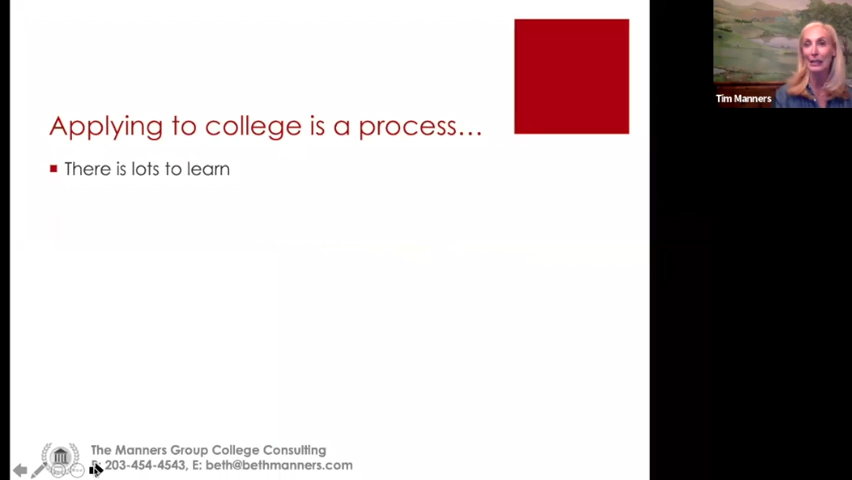 Applying to college is a process…
There is lots to learn
Tim Manners
The Manners Group College Consulting
203-454-4543, E: beth@bethmanners.com